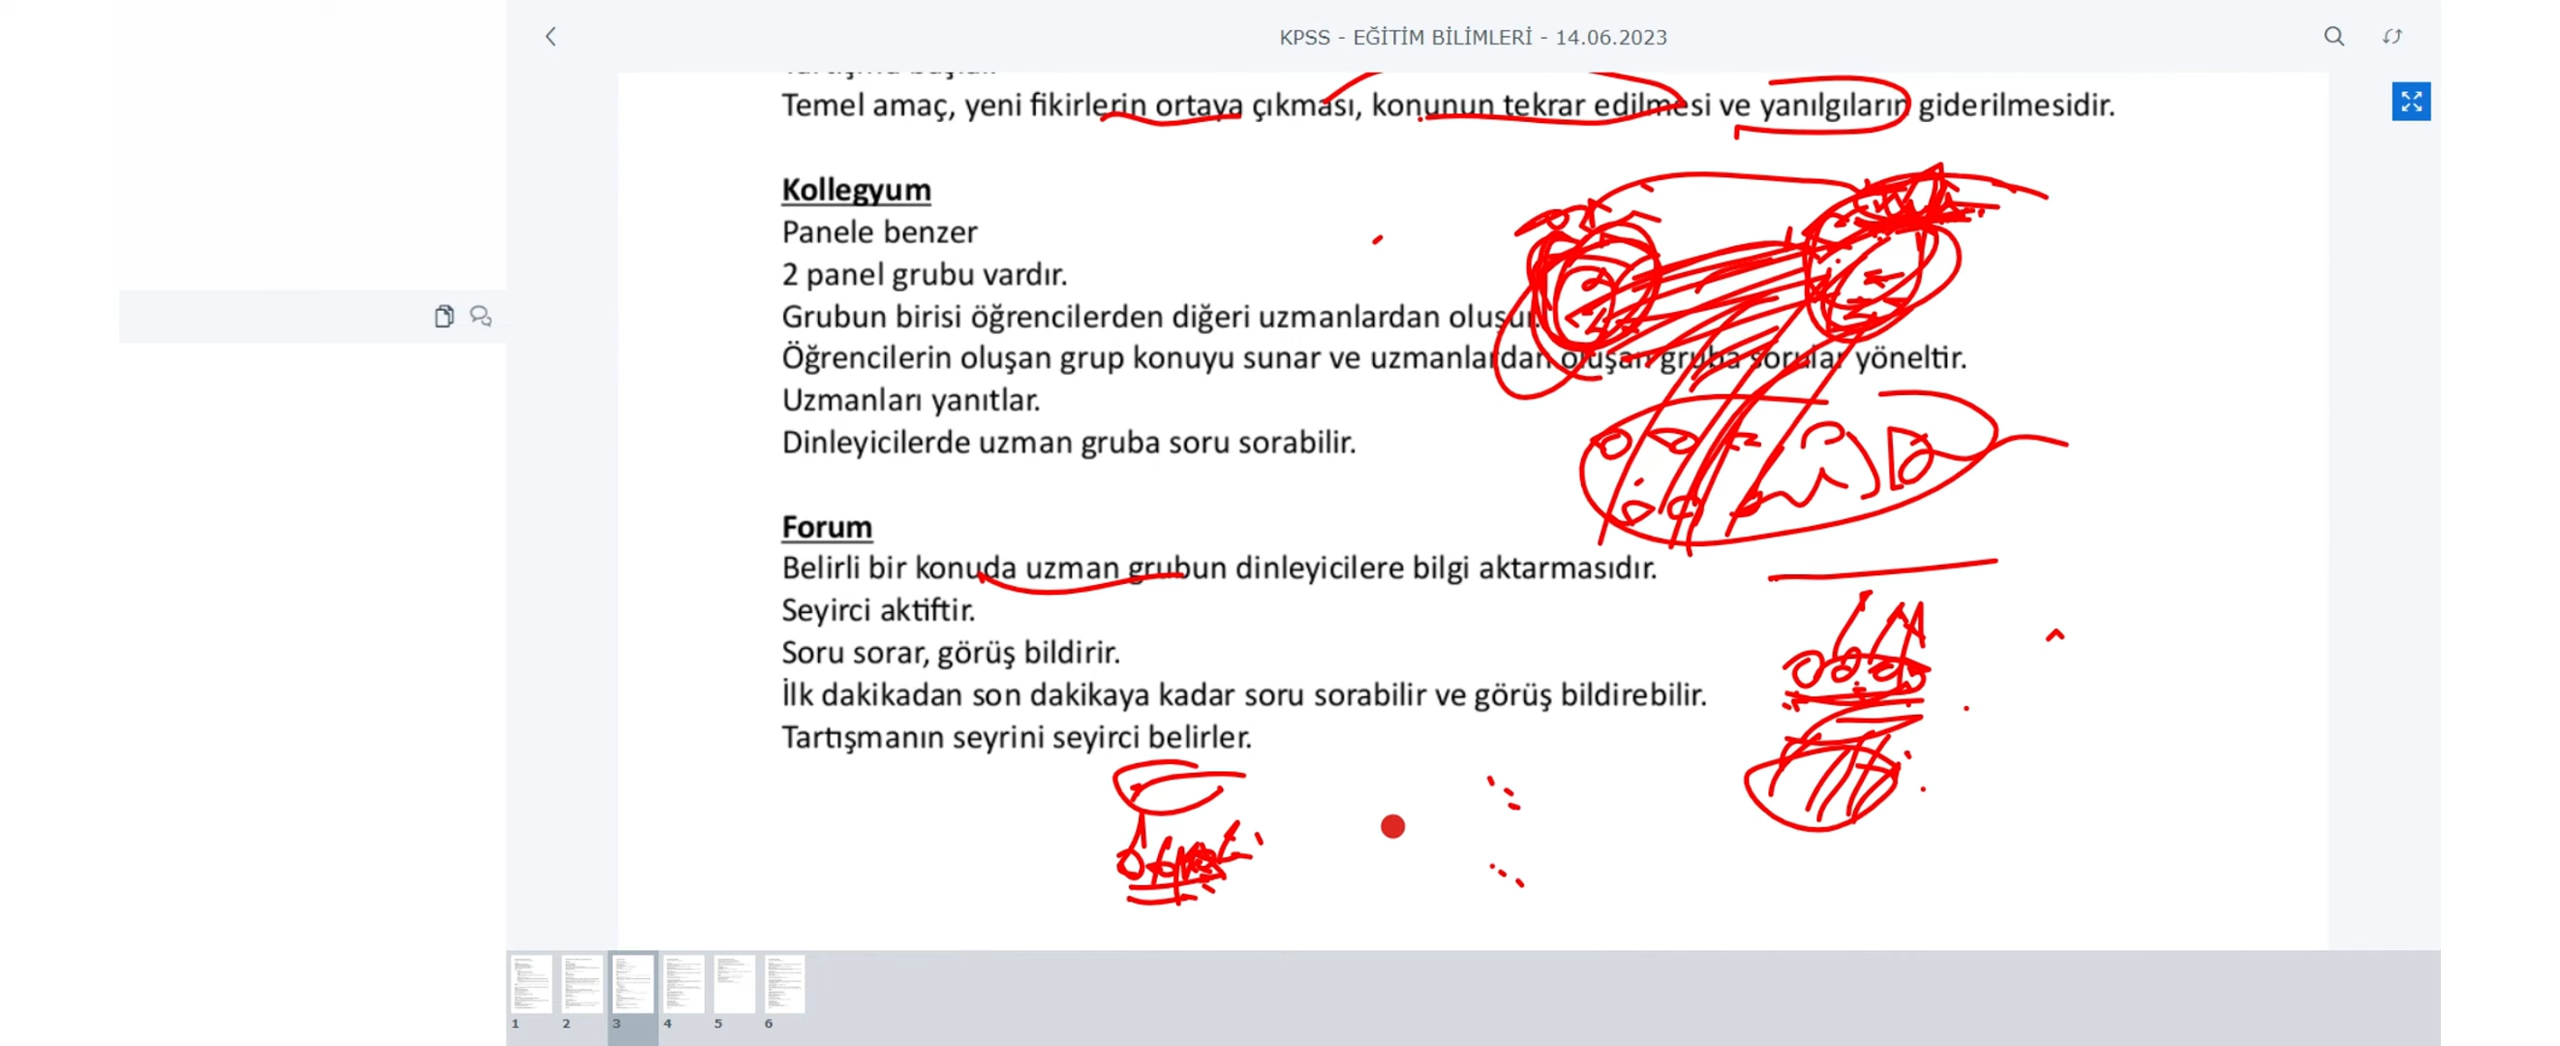 KPSS - EĞİTİM BİLİMLERİ - 14.06.2023
Temel amaç, yeni fikirlerin ortaya çıkması, konunun tekrar edilmesi ve yanılgıların giderilmesidir.
Kollegyum
Panele benzer
2 panel grubu vardır.
Grubun birisi öğrencilerden diğeri uzmanlardan oluşur.
Öğrencilerin oluşan grup konuyu sunar ve uzmanlardan oluşan gruba sorular yöneltir.
Uzmanları yanıtlar.
Dinleyicilerde uzman gruba soru sorabilir.
Forum
Belirli bir konuda uzman grubun dinleyicilere bilgi aktarmasıdır.
Seyirci aktiftir.
Soru sorar, görüş bildirir.
İlk dakikadan son dakikaya kadar soru sorabilir ve görüş bildirebilir.
Tartışmanın seyrini seyirci belirler.
1 2 3 4 5 6